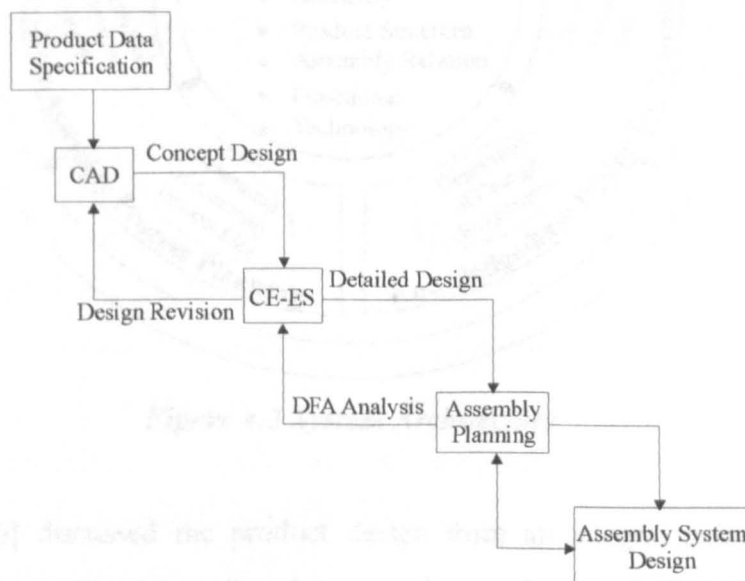 Product Data
Specification
CAD
Concept Design
CE-ES
Detailed Design
Design Revision
DFA Analysis
Assembly
Planning
Assembly System
Design